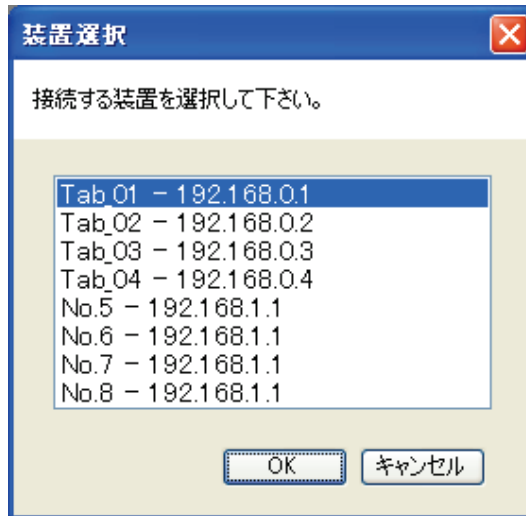 装置選択
接続する装置を選択して下さい。
Tab_01 － 192.168.0.1
Tab_02 － 192.168.0.2
Tab_03 － 192.168.0.3
Tab_04 － 192.168.0.4
No.5 － 192.168.1.1
No.6 － 192.168.1.1
No.7 － 192.168.1.1
No.8 － 192.168.1.1
OK キャンセル